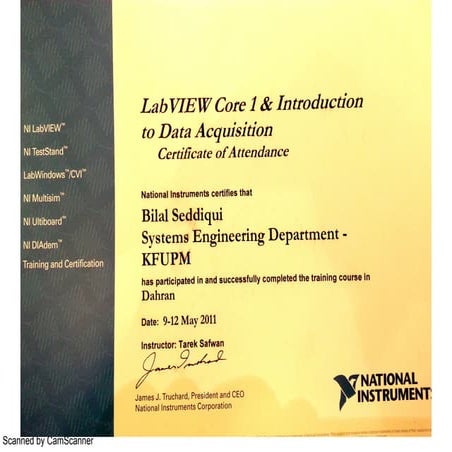 LabVIEW Core 1 & Introduction
to Data Acquisition
Certificate of Attendance
NI LabVIEW™
NI TestStand™
LabWindows™/CVI™
NI Multisim™
NI Ultiboard™
NI DIAdem™
Training and Certification
National Instruments certifies that
Bilal Seddiqui
Systems Engineering Department -
KFUPM
has participated in and successfully completed the training course in
Dahran
Date: 9-12 May 2011
Instructor: Tarek Safwan
James Truchard
James J. Truchard, President and CEO
National Instruments Corporation
NATIONAL
INSTRUMENTS
Scanned by CamScanner